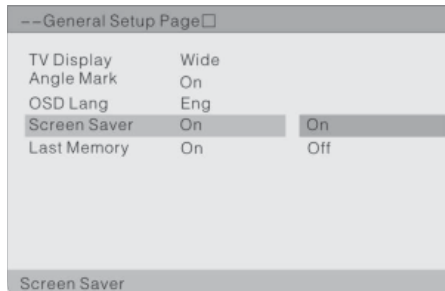 --General Setup Page□
TV Display Wide
Angle Mark On
OSD Lang Eng
Screen Saver On On
Last Memory On Off
Screen Saver